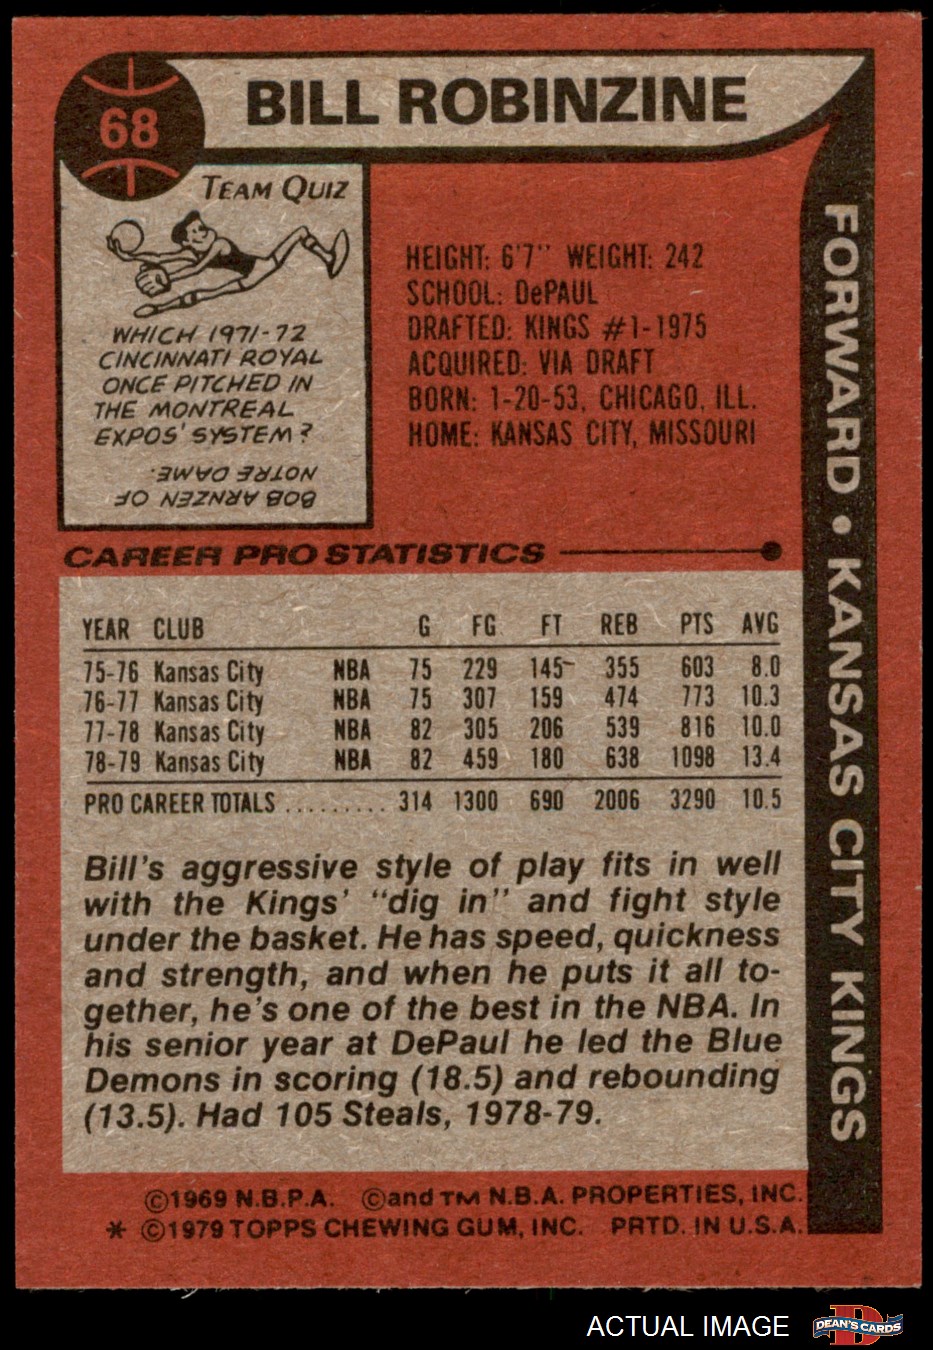 68
BILL ROBINZINE
TEAM QUIZ
WHICH 1971-72
CINCINNATI ROYAL
ONCE PITCHED IN
THE MONTREAL
EXPOS' SYSTEM?
BOB ARNZEN OF
NOTRE DAME.
HEIGHT: 6'7" WEIGHT: 242
SCHOOL: DePAUL
DRAFTED: KINGS #1-1975
ACQUIRED: VIA DRAFT
BORN: 1-20-53, CHICAGO, ILL.
HOME: KANSAS CITY, MISSOURI
FORWARD • KANSAS CITY KINGS
CAREER PRO STATISTICS
YEAR CLUB G FG FT REB PTS AVG
75-76 Kansas City NBA 75 229 145 355 603 8.0
76-77 Kansas City NBA 75 307 159 474 773 10.3
77-78 Kansas City NBA 82 305 206 539 816 10.0
78-79 Kansas City NBA 82 459 180 638 1098 13.4
PRO CAREER TOTALS ......... 314 1300 690 2006 3290 10.5
Bill's aggressive style of play fits in well
with the Kings' "dig in" and fight style
under the basket. He has speed, quickness
and strength, and when he puts it all to-
gether, he's one of the best in the NBA. In
his senior year at DePaul he led the Blue
Demons in scoring (18.5) and rebounding
(13.5). Had 105 Steals, 1978-79.
©1969 N.B.P.A. ©and TM N.B.A. PROPERTIES, INC.
* ©1979 TOPPS CHEWING GUM, INC. PRTD. IN U.S.A.
ACTUAL IMAGE
DEAN'S CARDS